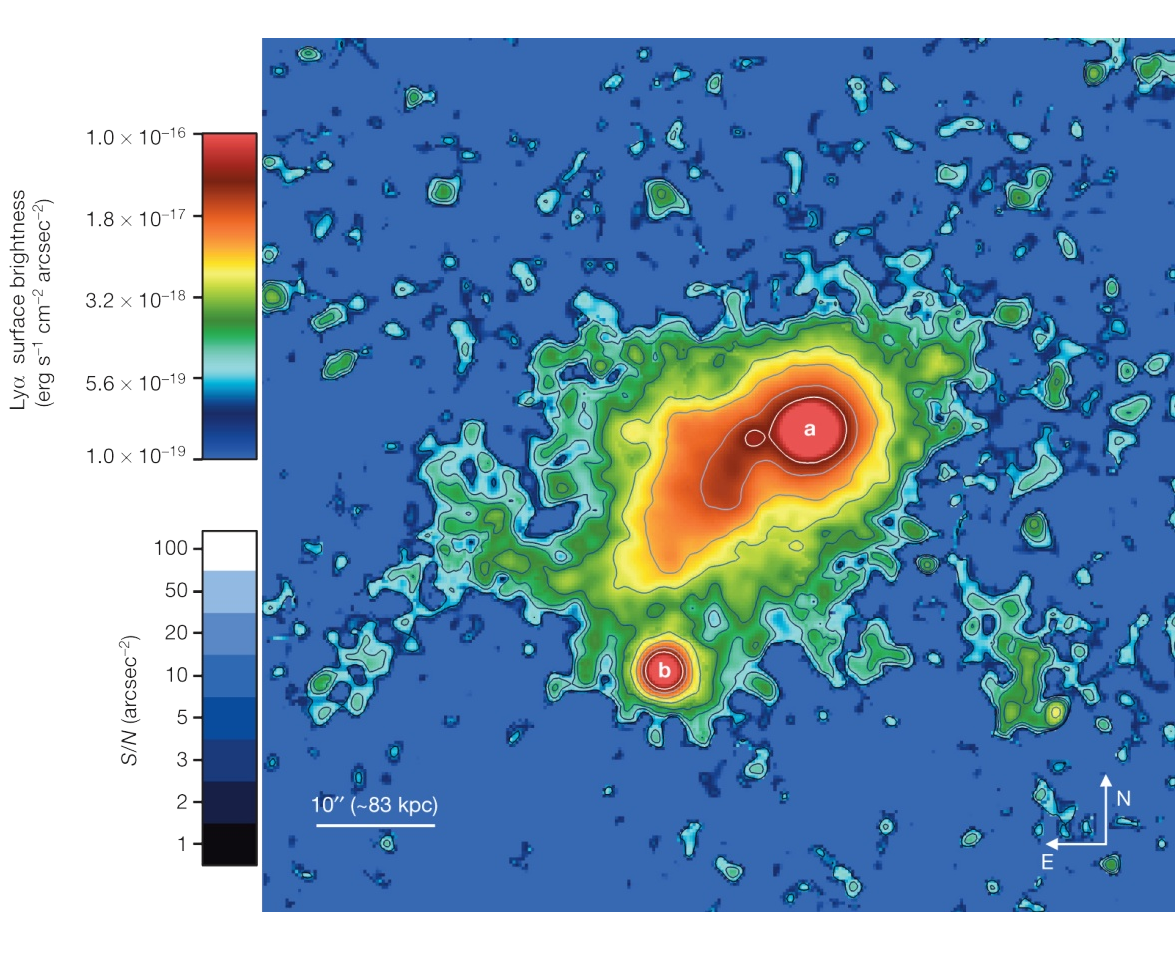 Lyα surface brightness
(erg s⁻¹ cm⁻² arcsec⁻²)
1.0 × 10⁻¹⁶
1.8 × 10⁻¹⁷
3.2 × 10⁻¹⁸
5.6 × 10⁻¹⁹
1.0 × 10⁻¹⁹
S/N (arcsec⁻²)
100
50
20
10
5
3
2
1
a
b
10″ (~83 kpc)
N
E